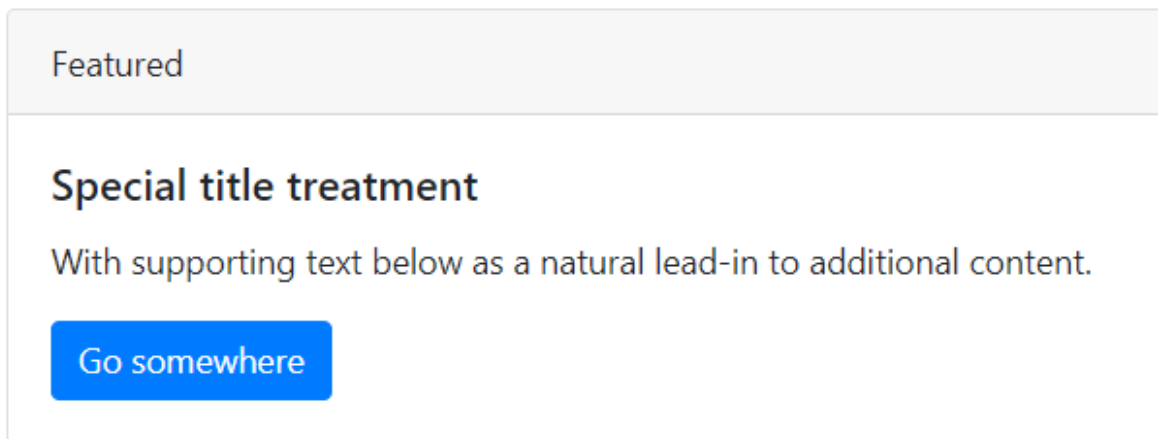 Featured
Special title treatment
With supporting text below as a natural lead-in to additional content.
Go somewhere